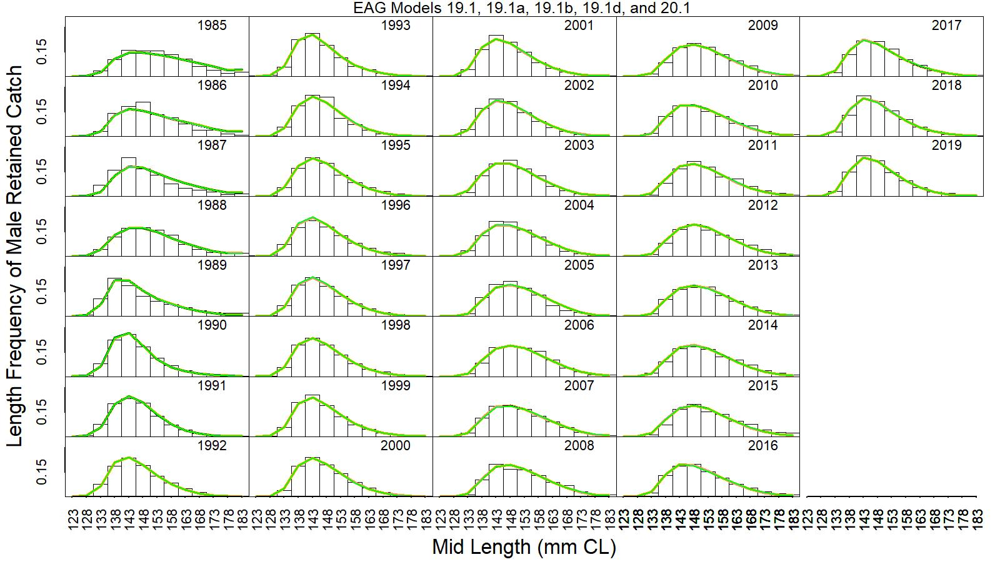 EAG Models 19.1, 19.1a, 19.1b, 19.1d, and 20.1
Length Frequency of Male Retained Catch
1985 1993 2001 2009 2017
0.15
1986 1994 2002 2010 2018
0.15
1987 1995 2003 2011 2019
0.15
1988 1996 2004 2012
0.15
1989 1997 2005 2013
0.15
1990 1998 2006 2014
0.15
1991 1999 2007 2015
0.15
1992 2000 2008 2016
0.15
123 128 133 138 143 148 153 158 163 168 173 178 183 123 128 133 138 143 148 153 158 163 168 173 178 183 123 128 133 138 143 148 153 158 163 168 173 178 183 123 128 133 138 143 148 153 158 163 168 173 178 183 123 128 133 138 143 148 153 158 163 168 173 178 183
Mid Length (mm CL)